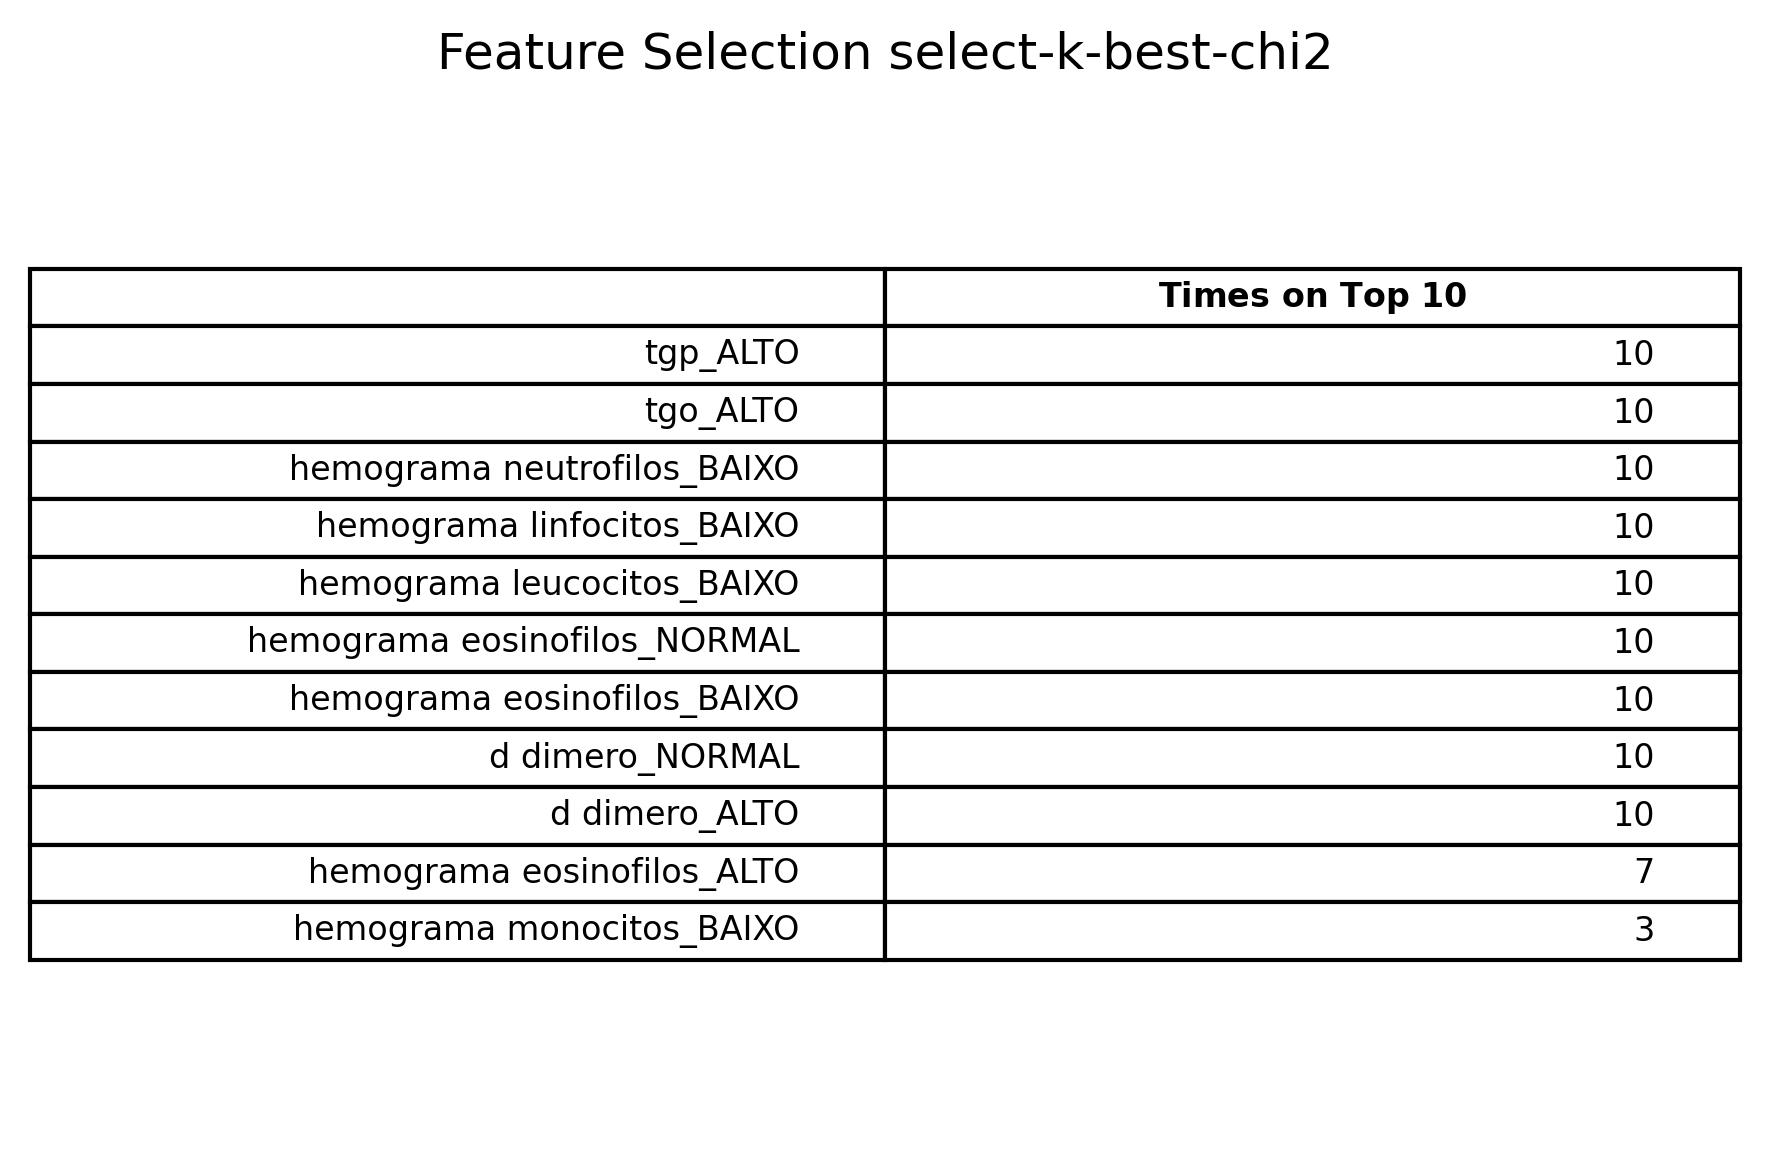 Feature Selection select-k-best-chi2
Times on Top 10
tgp_ALTO 10
tgo_ALTO 10
hemograma neutrofilos_BAIXO 10
hemograma linfocitos_BAIXO 10
hemograma leucocitos_BAIXO 10
hemograma eosinofilos_NORMAL 10
hemograma eosinofilos_BAIXO 10
d dimero_NORMAL 10
d dimero_ALTO 10
hemograma eosinofilos_ALTO 7
hemograma monocitos_BAIXO 3